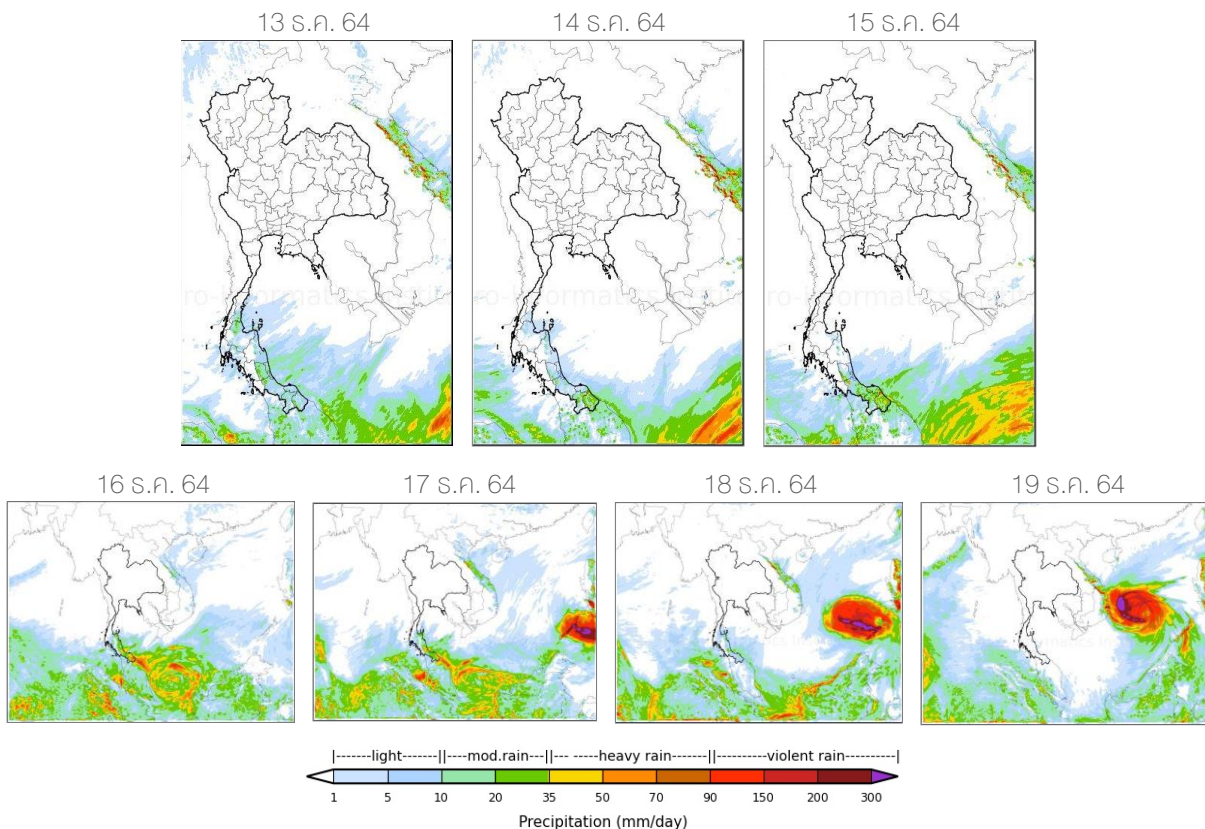 13 ธ.ค. 64
14 ธ.ค. 64
15 ธ.ค. 64
16 ธ.ค. 64
17 ธ.ค. 64
18 ธ.ค. 64
19 ธ.ค. 64
|------light-------||---mod.rain---||--- ----heavy rain-----||-------violent rain--------|
1 5 10 20 35 50 70 90 150 200 300
Precipitation (mm/day)